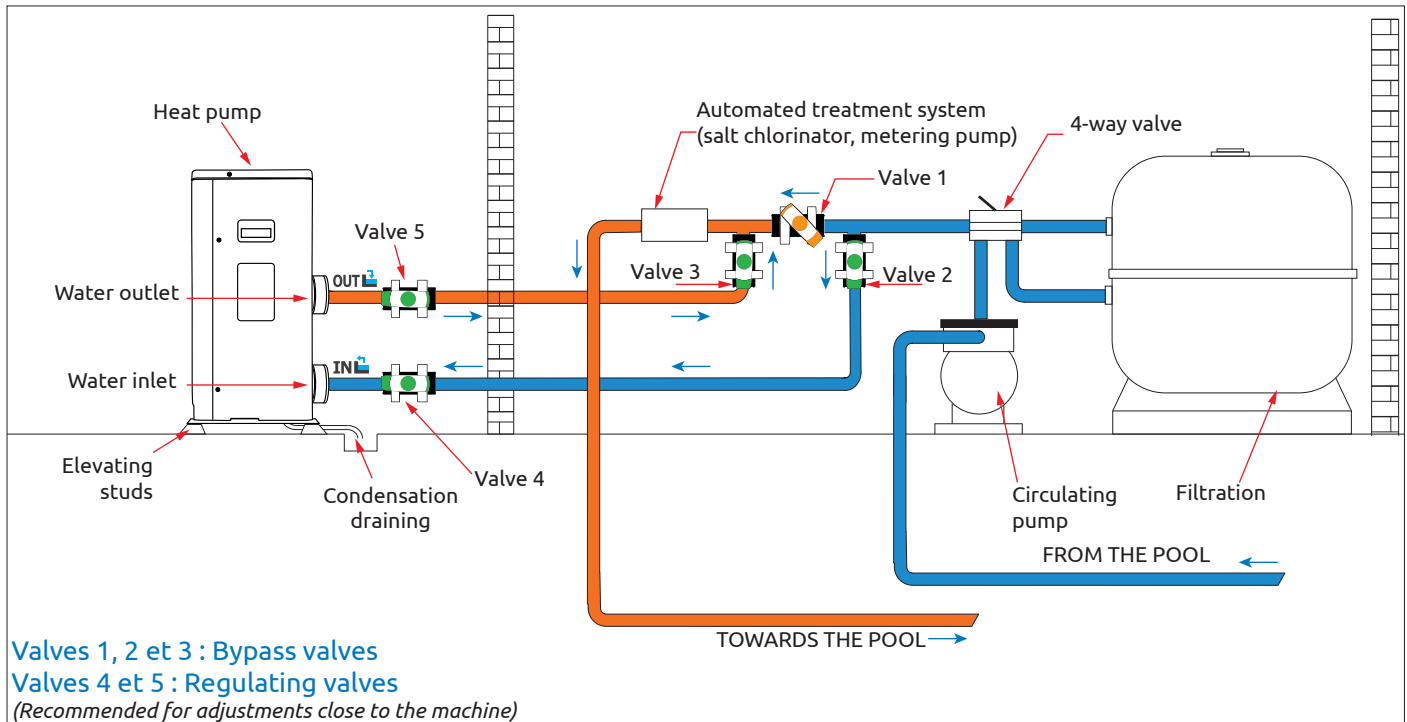 Heat pump
Automated treatment system
(salt chlorinator, metering pump)
4-way valve
Valve 1
Valve 5
OUT
Valve 3
Valve 2
Water outlet
IN
Water inlet
Valve 4
Elevating
studs
Condensation
draining
Circulating
pump
Filtration
FROM THE POOL
TOWARDS THE POOL
Valves 1, 2 et 3 : Bypass valves
Valves 4 et 5 : Regulating valves
(Recommended for adjustments close to the machine)